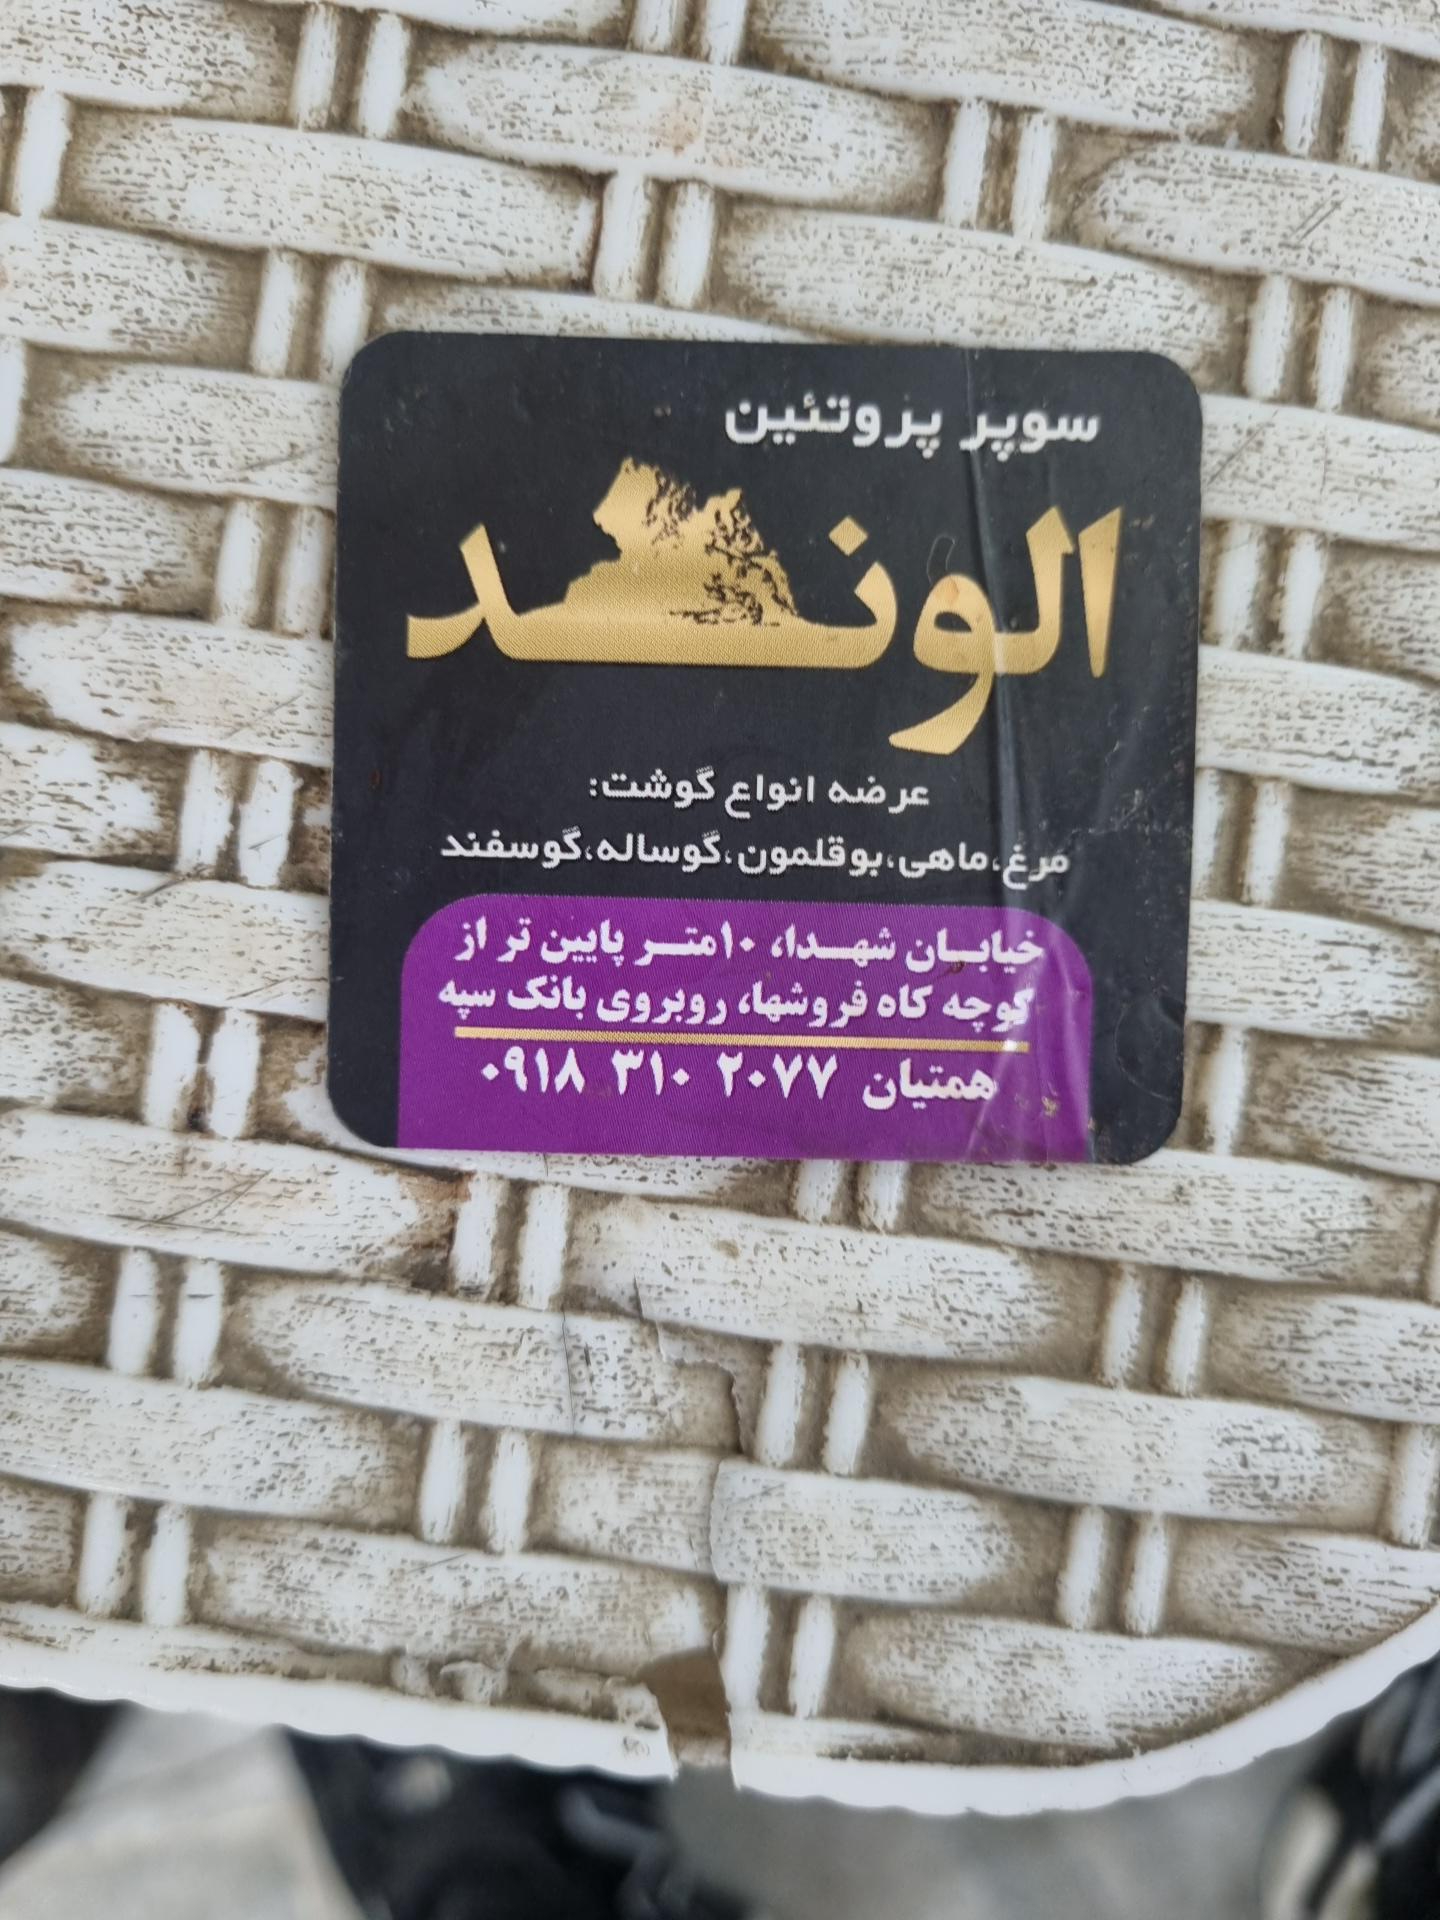 سوپر پروتئین
الوند
عرضه انواع گوشت:
مرغ،ماهی،بوقلمون،گوساله،گوسفند
خیابان شهدا، ۱۰متر پایین تر از
کوچه کاه فروشها، روبروی بانک سپه
همتیان ۲۰۷۷ ۳۱۰ ۰۹۱۸